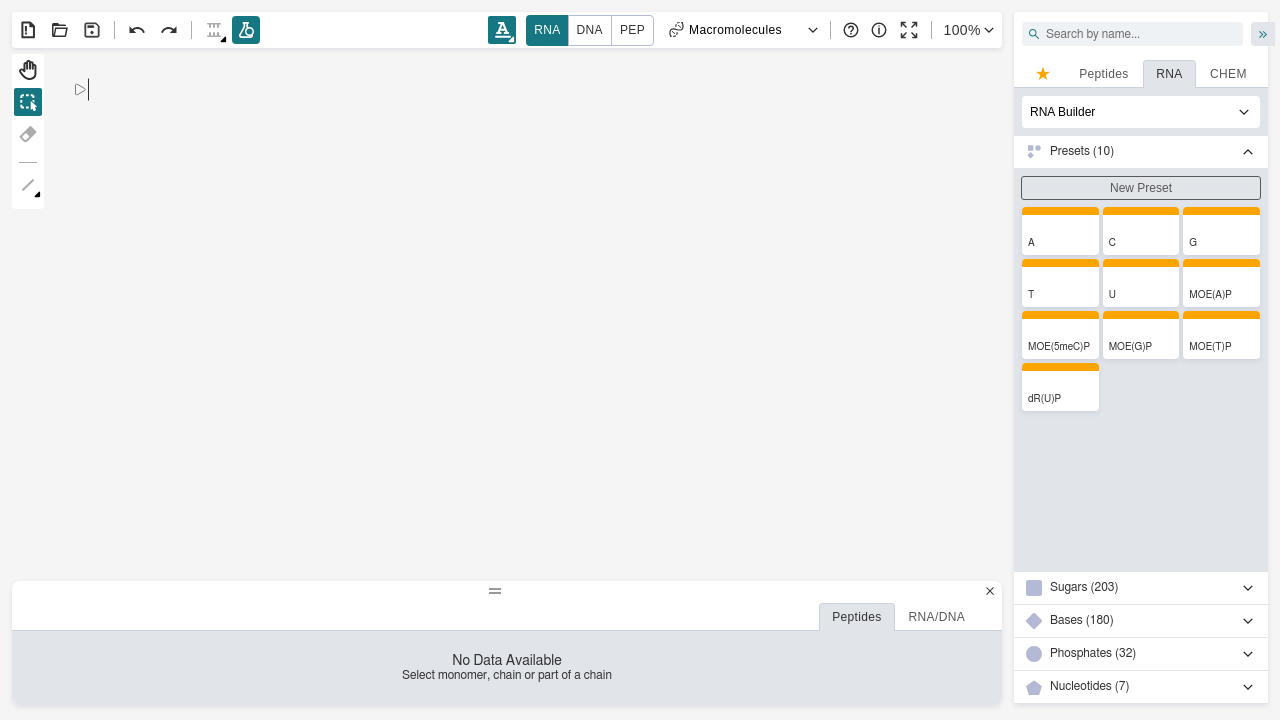 RNA
DNA
PEP
Macromolecules
100%
Search by name...
Peptides
RNA
CHEM
RNA Builder
Presets (10)
New Preset
A
C
G
T
U
MOE(A)P
MOE(5meC)P
MOE(G)P
MOE(T)P
dR(U)P
Sugars (203)
Bases (180)
Phosphates (32)
Nucleotides (7)
Peptides
RNA/DNA
No Data Available
Select monomer, chain or part of a chain